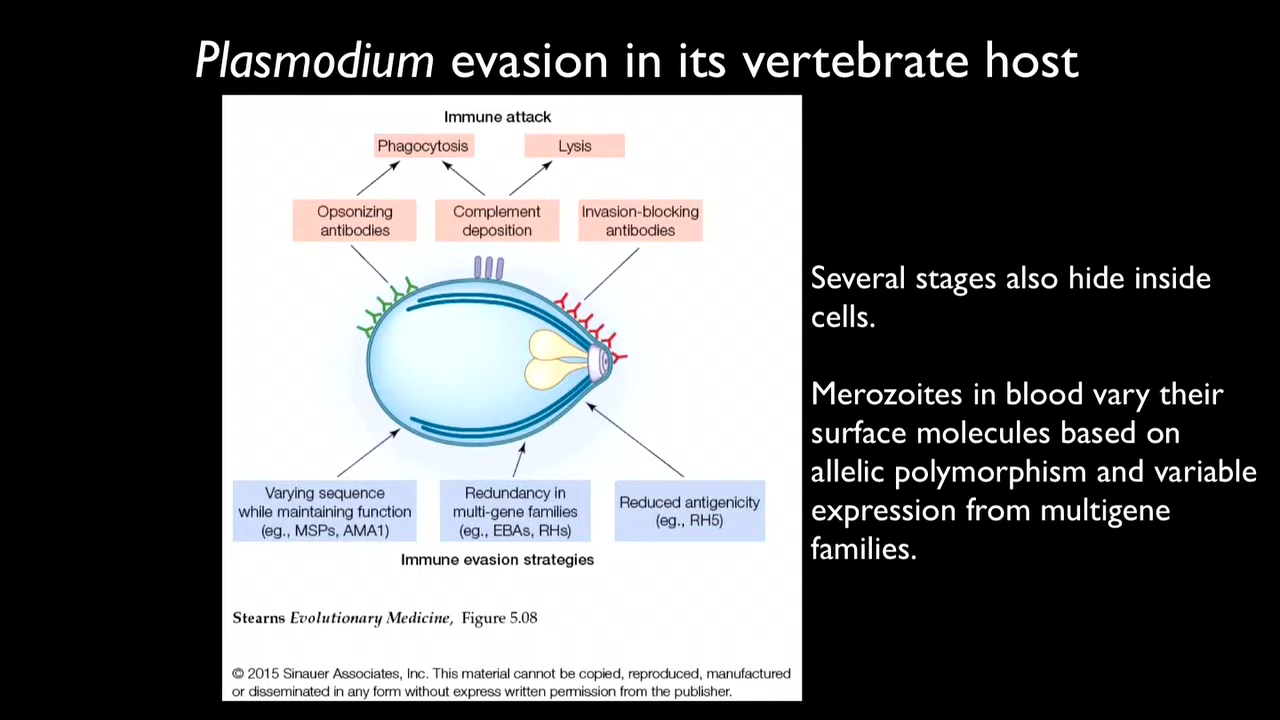 Plasmodium evasion in its vertebrate host
Immune attack
Phagocytosis
Lysis
Opsonizing
antibodies
Complement
deposition
Invasion-blocking
antibodies
Varying sequence
while maintaining function
(eg., MSPs, AMA1)
Redundancy in
multi-gene families
(eg., EBAs, RHs)
Reduced antigenicity
(eg., RH5)
Immune evasion strategies
Stearns Evolutionary Medicine, Figure 5.08
© 2015 Sinauer Associates, Inc. This material cannot be copied, reproduced, manufactured
or disseminated in any form without express written permission from the publisher.
Several stages also hide inside
cells.
Merozoites in blood vary their
surface molecules based on
allelic polymorphism and variable
expression from multigene
families.